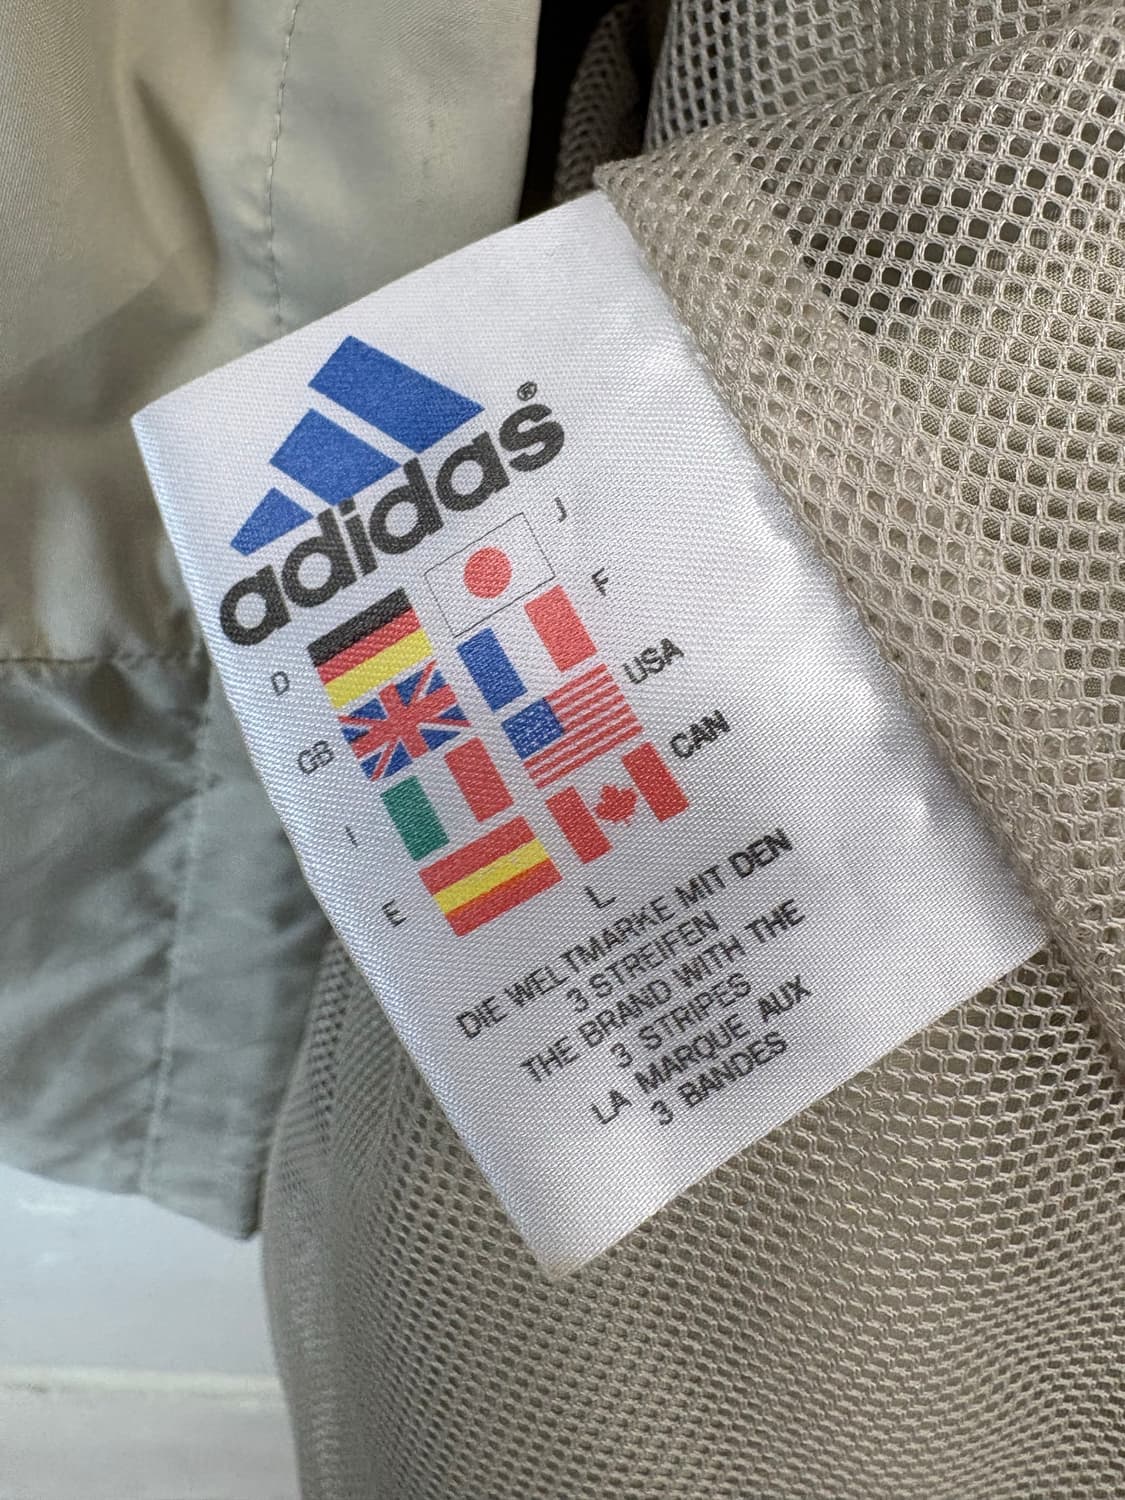 adidas®
J
D
F
GB
USA
I
CAN
E
L
DIE WELTMARKE MIT DEN
3 STREIFEN
THE BRAND WITH THE
3 STRIPES
LA MARQUE AUX
3 BANDES